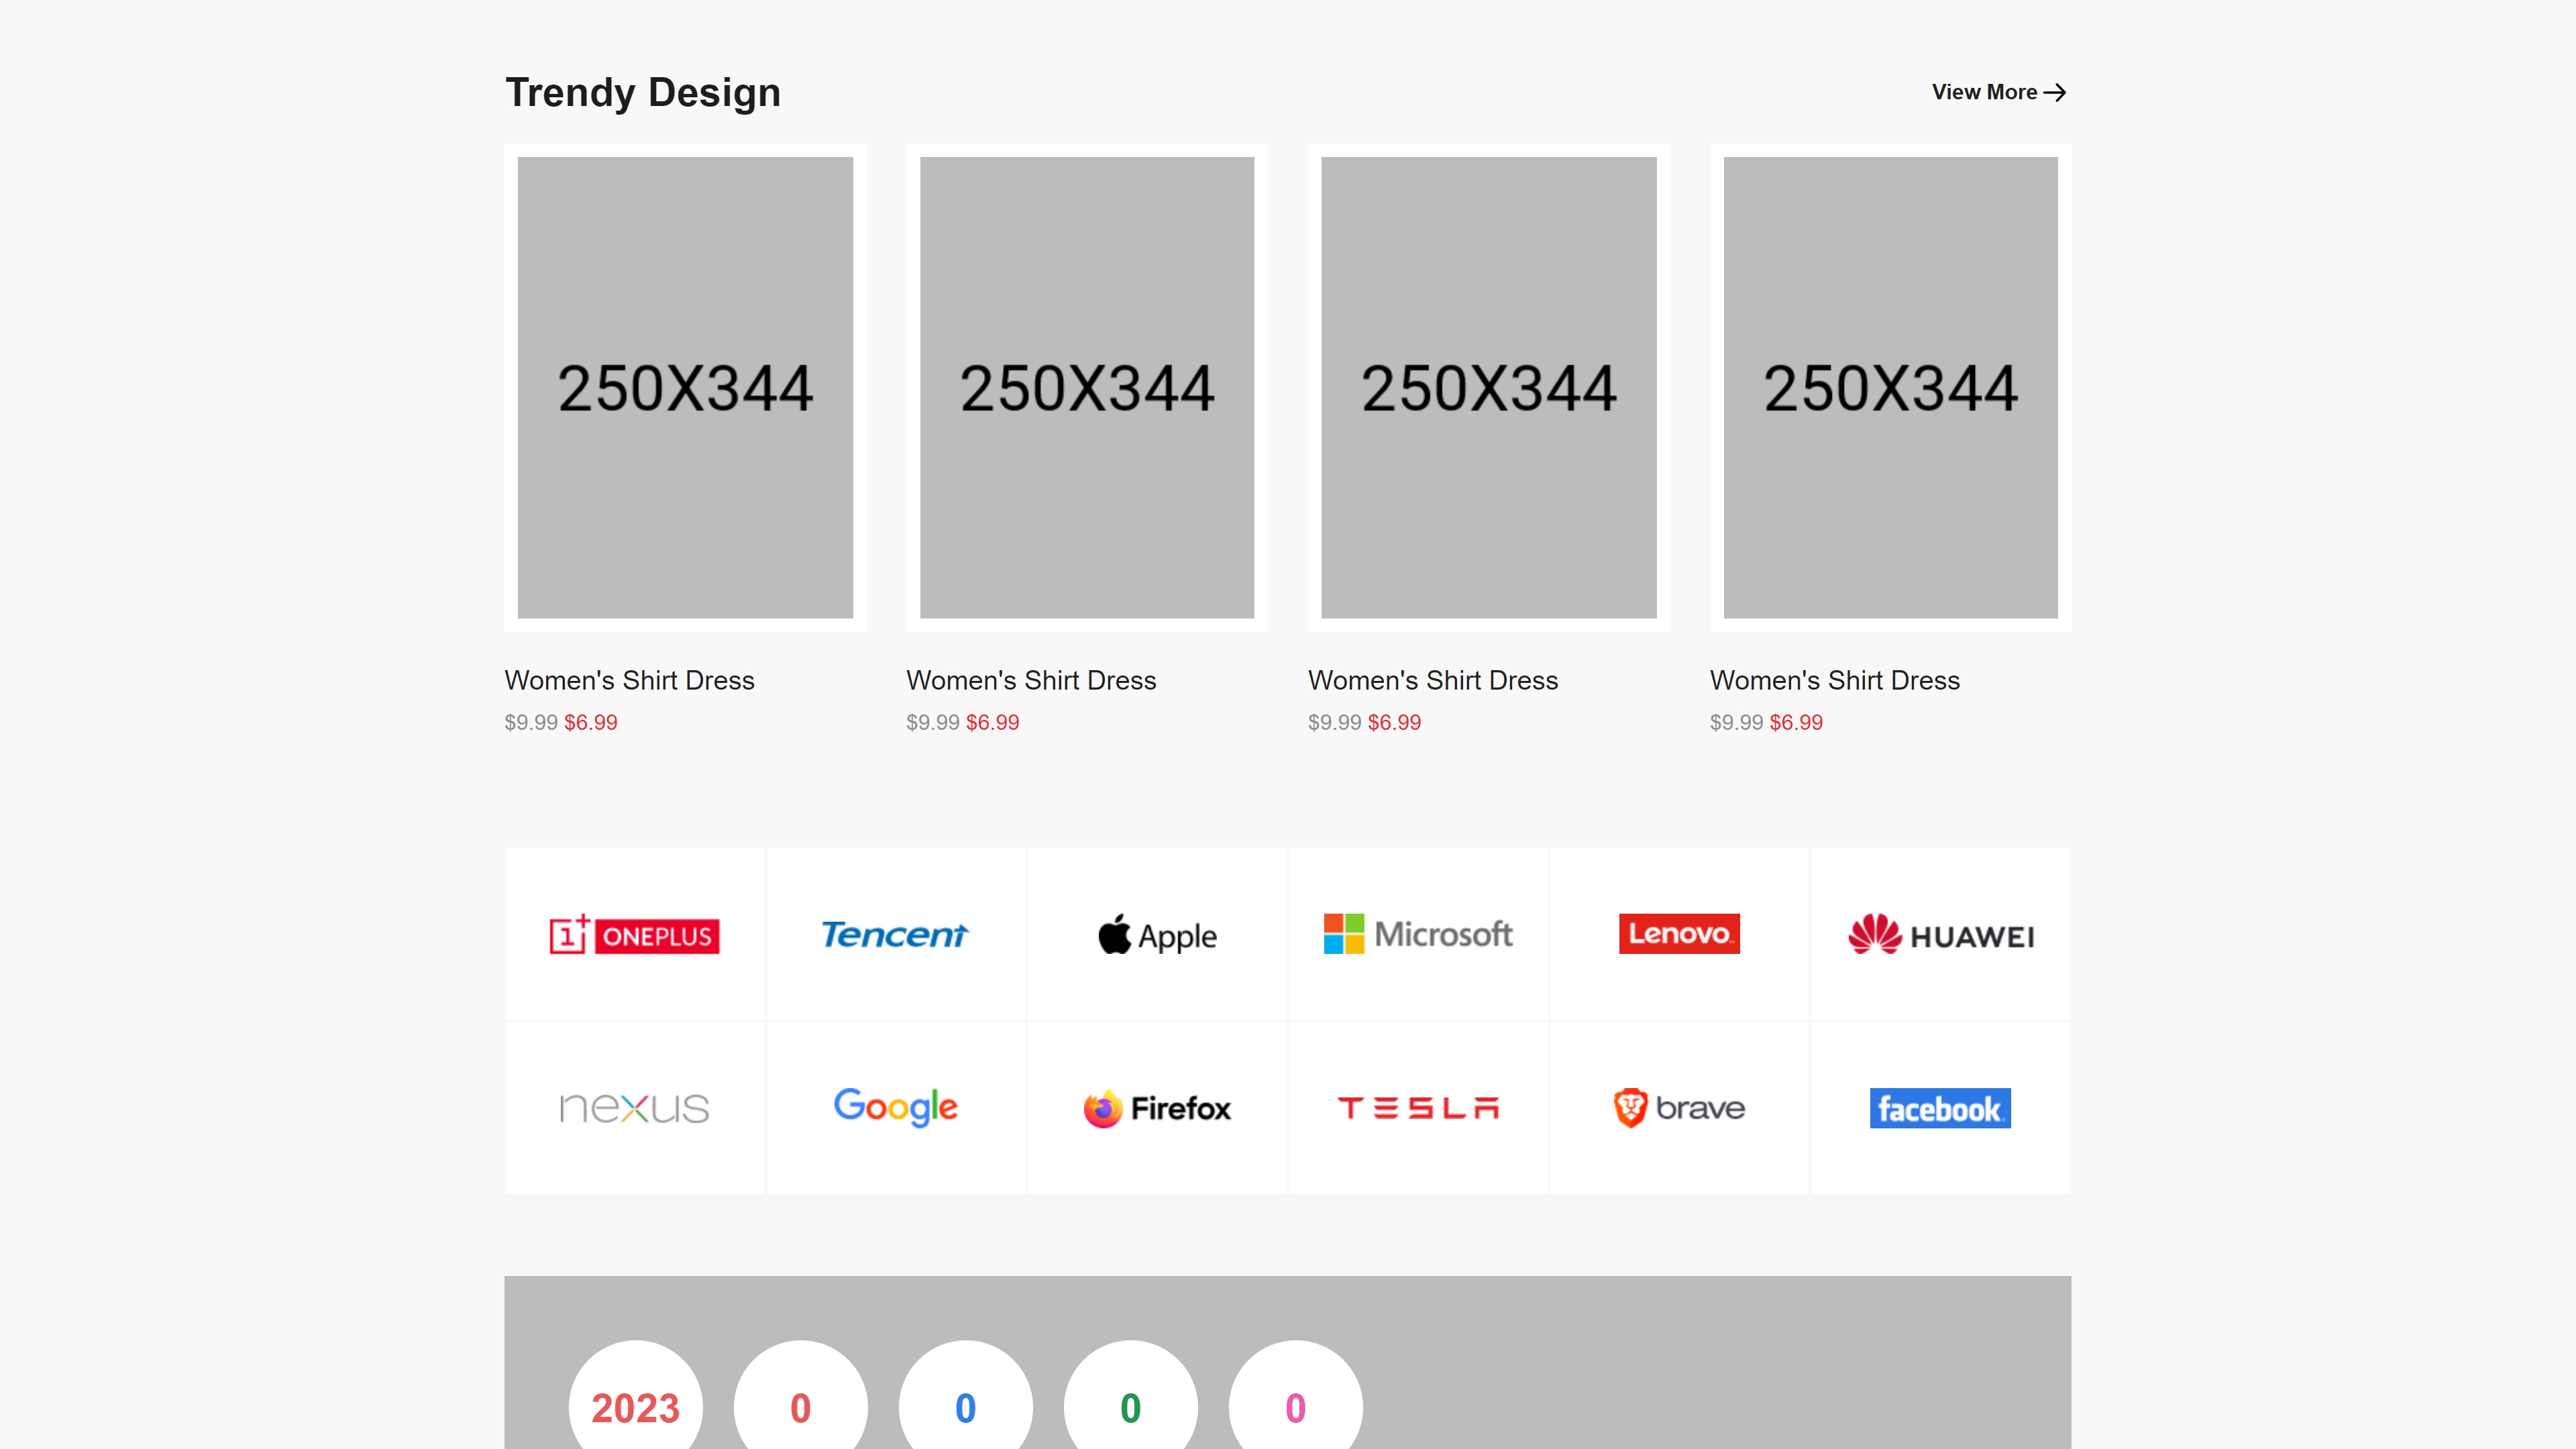 Trendy Design
View More
250X344
250X344
250X344
250X344
Women's Shirt Dress
$9.99 $6.99
Women's Shirt Dress
$9.99 $6.99
Women's Shirt Dress
$9.99 $6.99
Women's Shirt Dress
$9.99 $6.99
1+ ONEPLUS
Tencent
Apple
Microsoft
Lenovo
HUAWEI
nexus
Google
Firefox
TESLA
brave
facebook
2023
0
0
0
0